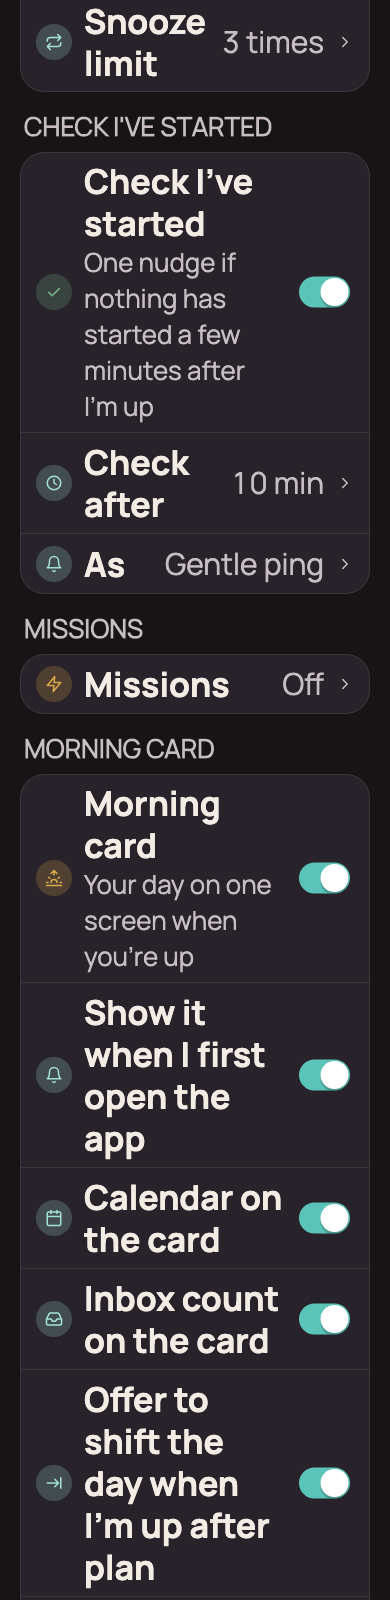 Snooze
limit
3 times
CHECK I'VE STARTED
Check I've
started
One nudge if
nothing has
started a few
minutes after
I'm up
Check
after
10 min
As
Gentle ping
MISSIONS
Missions
Off
MORNING CARD
Morning
card
Your day on one
screen when
you're up
Show it
when I first
open the
app
Calendar on
the card
Inbox count
on the card
Offer to
shift the
day when
I'm up after
plan